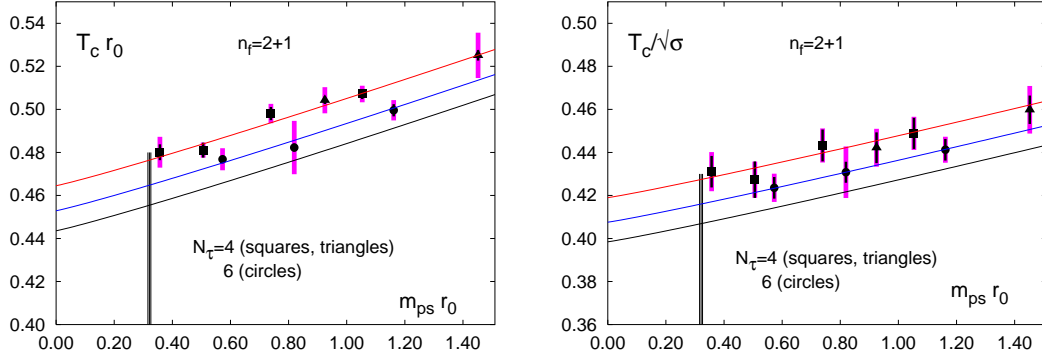 T_c r_0
n_f=2+1
0.54
0.52
0.50
0.48
0.46
0.44
0.42
0.40
N_τ=4 (squares, triangles)
6 (circles)
m_ps r_0
0.00 0.20 0.40 0.60 0.80 1.00 1.20 1.40
T_c/√σ
n_f=2+1
0.50
0.48
0.46
0.44
0.42
0.40
0.38
0.36
N_τ=4 (squares, triangles)
6 (circles)
m_ps r_0
0.00 0.20 0.40 0.60 0.80 1.00 1.20 1.40